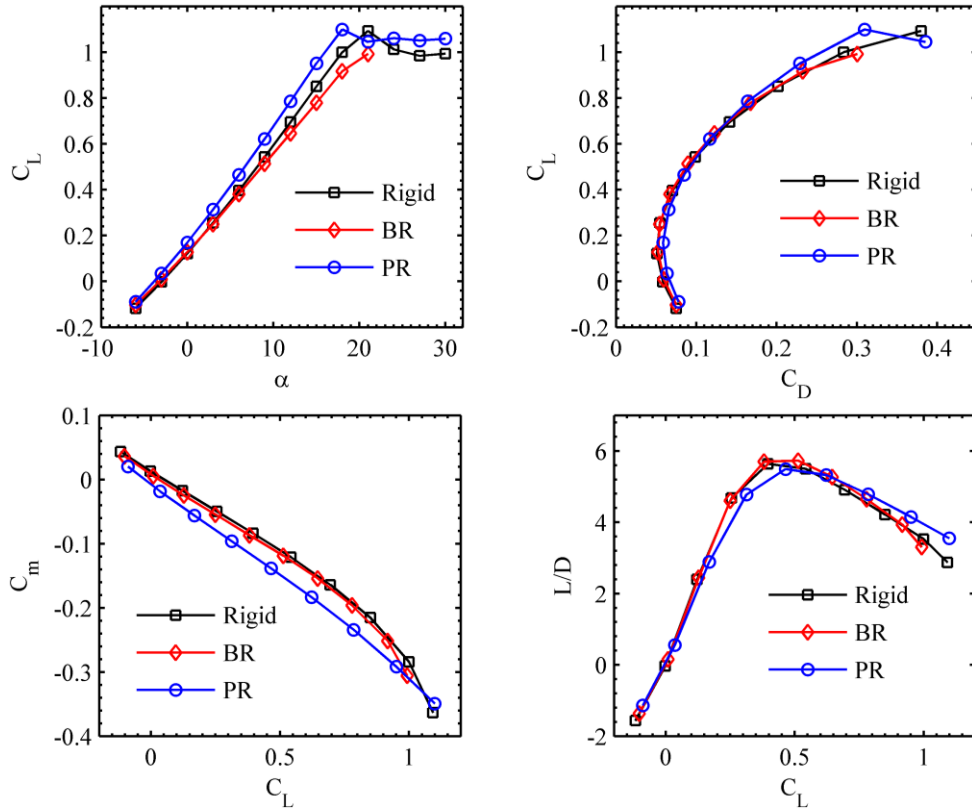 1
0.8
0.6
0.4
0.2
0
-0.2
C_L
-10 0 10 20 30
α
Rigid
BR
PR
1
0.8
0.6
0.4
0.2
0
-0.2
C_L
0 0.1 0.2 0.3 0.4
C_D
Rigid
BR
PR
0.1
0
-0.1
-0.2
-0.3
-0.4
C_m
0 0.5 1
C_L
Rigid
BR
PR
6
4
2
0
-2
L/D
0 0.5 1
C_L
Rigid
BR
PR